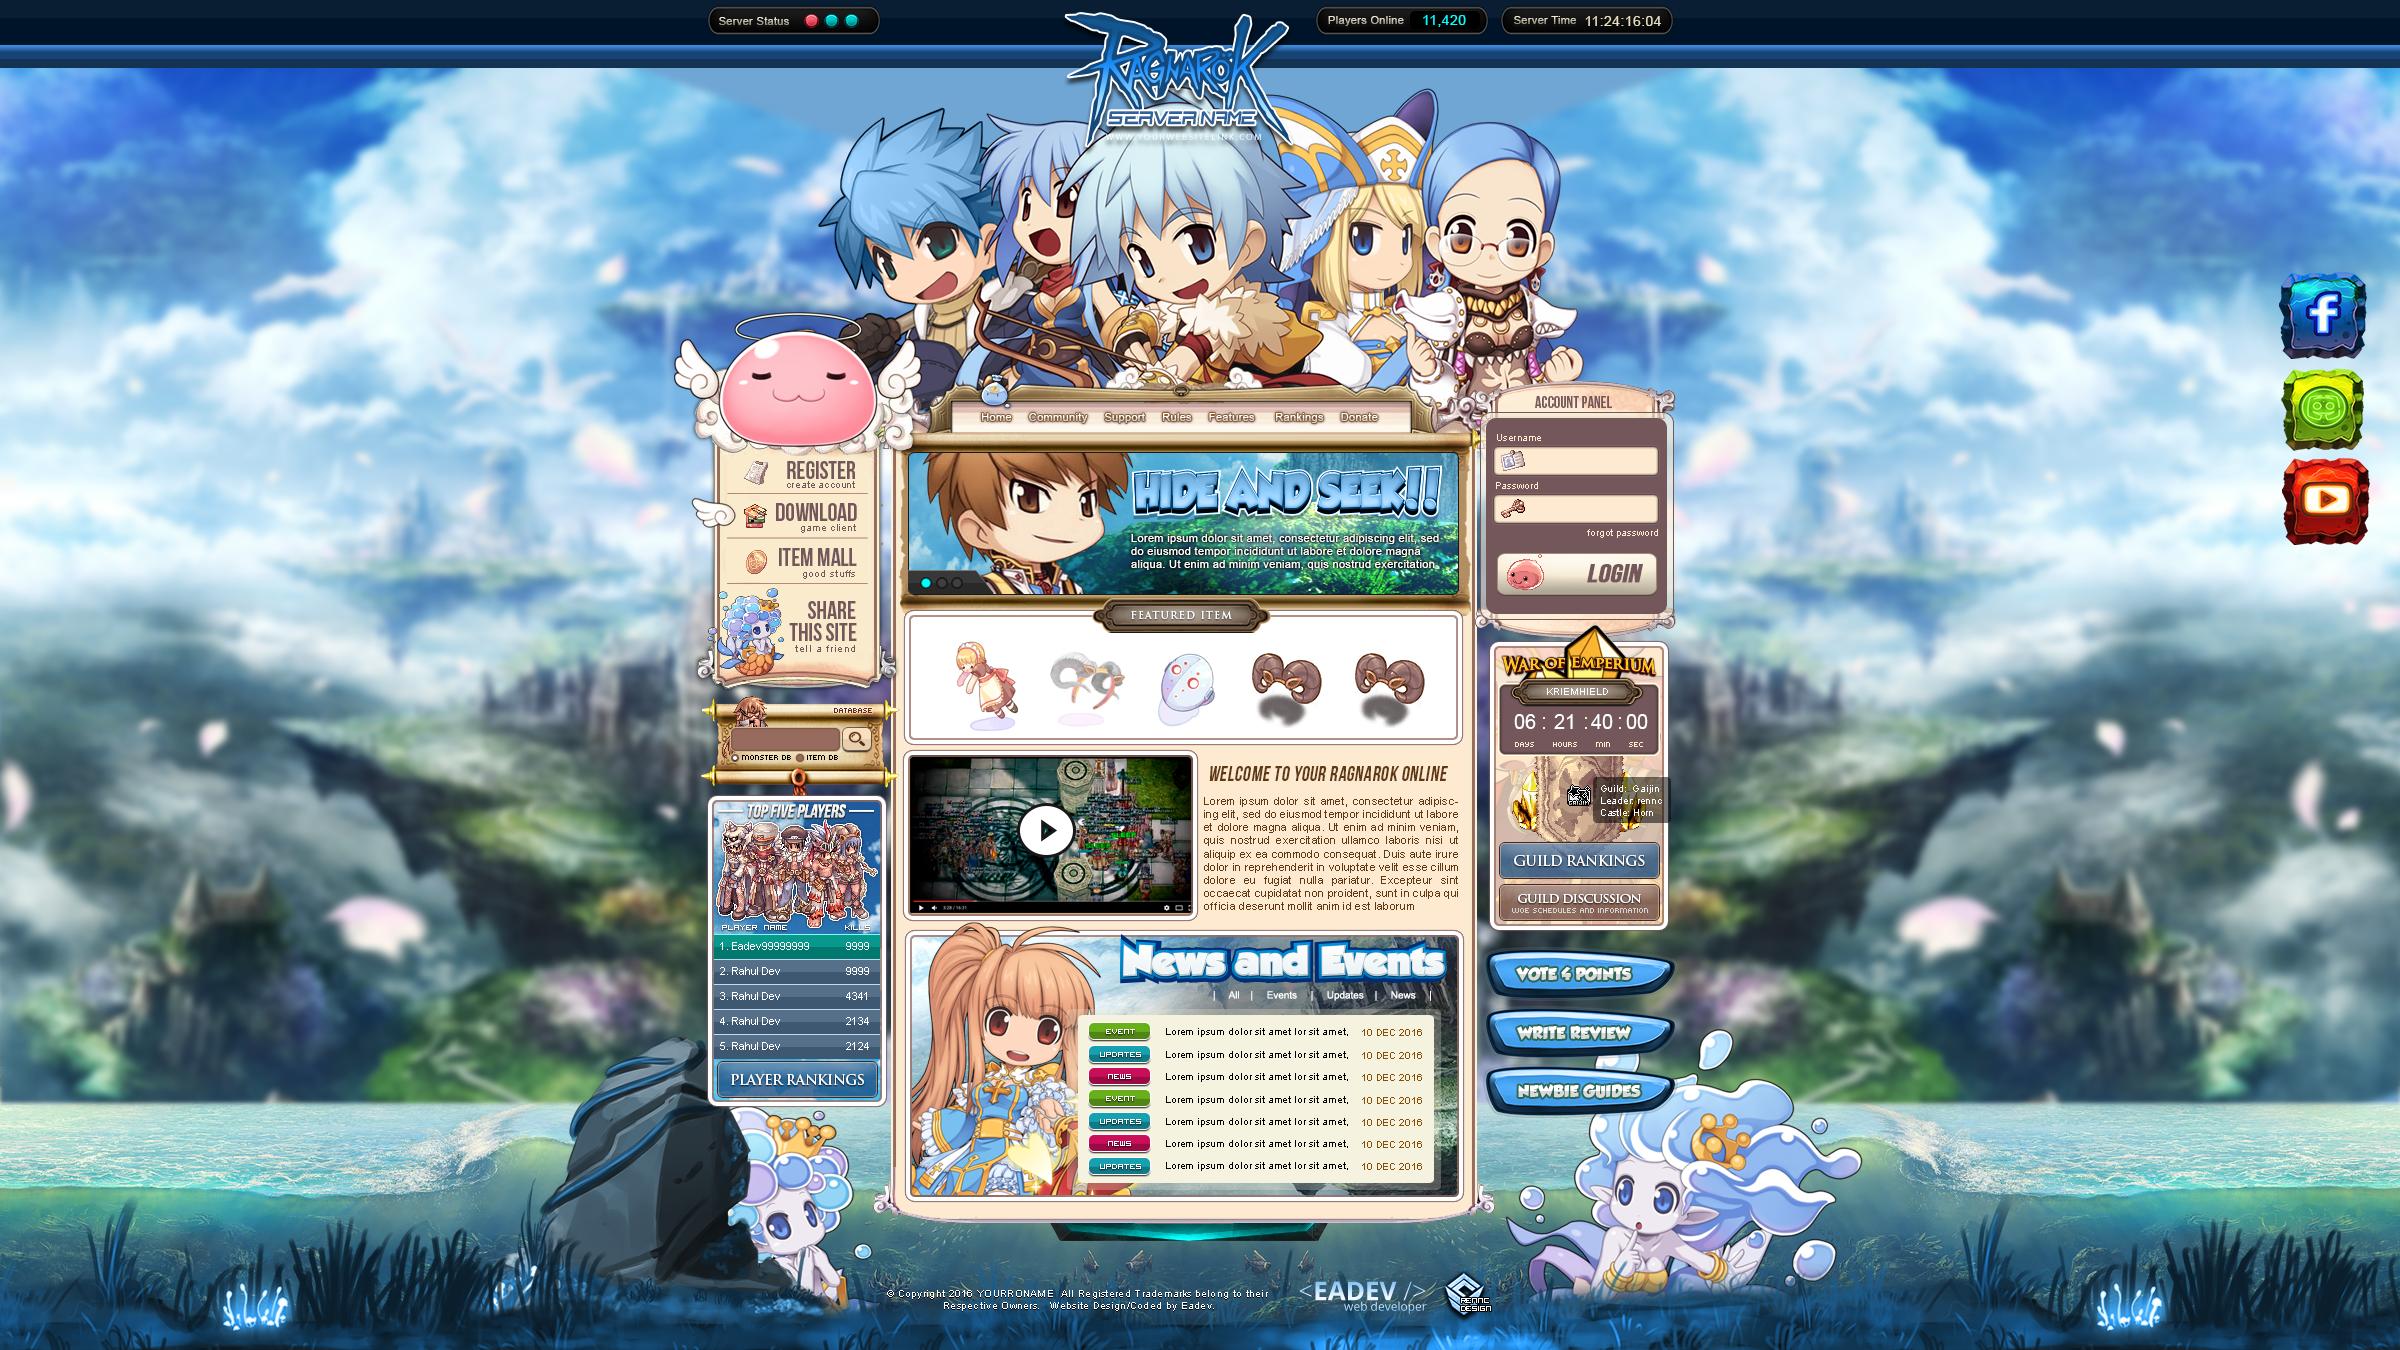 Server Status
Players Online 11,420
Server Time 11:24:16:04
RAGNAROK
SERVER NAME
WWW.YOURWEBSITELINK.COM
Home Community Support Rules Features Rankings Donate
REGISTER
create account
DOWNLOAD
game client
ITEM MALL
good stuffs
SHARE
THIS SITE
tell a friend
HIDE AND SEEK!!
Lorem ipsum dolor sit amet, consectetur adipiscing elit, sed
do eiusmod tempor incididunt ut labore et dolore magna
aliqua. Ut enim ad minim veniam, quis nostrud exercitation
ACCOUNT PANEL
Username
Password
forgot password
LOGIN
FEATURED ITEM
DATABASE
MONSTER DB ITEM DB
WAR OF EMPERIUM
KRIEMHIELD
06 : 21 : 40 : 00
DAYS HOURS MIN SEC
Guild: Gaijin
Leader: rennc
Castle: Horn
GUILD RANKINGS
GUILD DISCUSSION
WOE SCHEDULES AND INFORMATION
WELCOME TO YOUR RAGNAROK ONLINE
Lorem ipsum dolor sit amet, consectetur adipisc-
ing elit, sed do eiusmod tempor incididunt ut labore
et dolore magna aliqua. Ut enim ad minim veniam,
quis nostrud exercitation ullamco laboris nisi ut
aliquip ex ea commodo consequat. Duis aute irure
dolor in reprehenderit in voluptate velit esse cillum
dolore eu fugiat nulla pariatur. Excepteur sint
occaecat cupidatat non proident, sunt in culpa qui
officia deserunt mollit anim id est laborum
TOP FIVE PLAYERS
PLAYER NAME KILLS
1. Eadev99999999 9999
2. Rahul Dev 9999
3. Rahul Dev 4341
4. Rahul Dev 2134
5. Rahul Dev 2124
PLAYER RANKINGS
News and Events
| All | Events | Updates | News |
EVENT Lorem ipsum dolor sit amet lor sit amet, 10 DEC 2016
UPDATES Lorem ipsum dolor sit amet lor sit amet, 10 DEC 2016
NEWS Lorem ipsum dolor sit amet lor sit amet, 10 DEC 2016
EVENT Lorem ipsum dolor sit amet lor sit amet, 10 DEC 2016
UPDATES Lorem ipsum dolor sit amet lor sit amet, 10 DEC 2016
NEWS Lorem ipsum dolor sit amet lor sit amet, 10 DEC 2016
UPDATES Lorem ipsum dolor sit amet lor sit amet, 10 DEC 2016
VOTE 4 POINTS
WRITE REVIEW
NEWBIE GUIDES
© Copyright 2016 YOURRONAME All Registered Trademarks belong to their
Respective Owners. Website Design/Coded by Eadev.
<EADEV />
web developer
RENNC
DESIGN